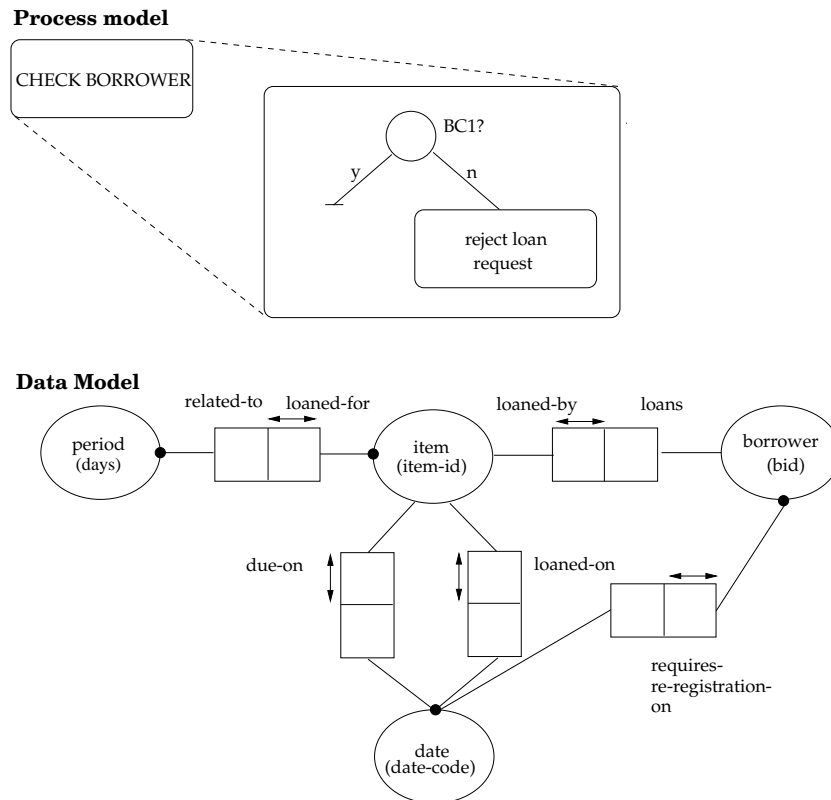 Process model
CHECK BORROWER
BC1?
y
n
reject loan
request
Data Model
related-to
loaned-for
loaned-by
loans
period
(days)
item
(item-id)
borrower
(bid)
due-on
loaned-on
requires-
re-registration-
on
date
(date-code)